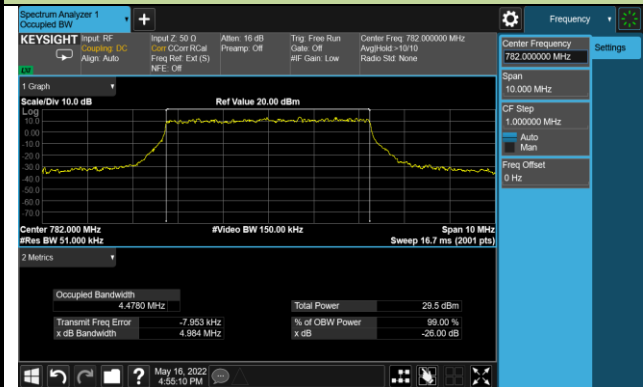 Spectrum Analyzer 1
Occupied BW
Frequency
KEYSIGHT
Input: RF
Coupling: DC
Align: Auto
Input Z: 50 Ω
Corr CCorr RCal
Freq Ref: Ext (S)
NFE: Off
Atten: 16 dB
Preamp: Off
Trig: Free Run
Gate: Off
#IF Gain: Low
Center Freq: 782.000000 MHz
Avg|Hold:>10/10
Radio Std: None
Center Frequency
782.000000 MHz
Settings
Span
10.000 MHz
CF Step
1.000000 MHz
Auto
Man
Freq Offset
0 Hz
1 Graph
Scale/Div 10.0 dB
Ref Value 20.00 dBm
Log
10.0
0.00
-10.0
-20.0
-30.0
-40.0
-50.0
-60.0
-70.0
Center 782.000 MHz
#Video BW 150.00 kHz
Span 10 MHz
#Res BW 51.000 kHz
Sweep 16.7 ms (2001 pts)
2 Metrics
Occupied Bandwidth
4.4780 MHz
Total Power 29.5 dBm
Transmit Freq Error -7.953 kHz
% of OBW Power 99.00 %
x dB Bandwidth 4.984 MHz
x dB -26.00 dB
?
May 16, 2022
4:55:10 PM